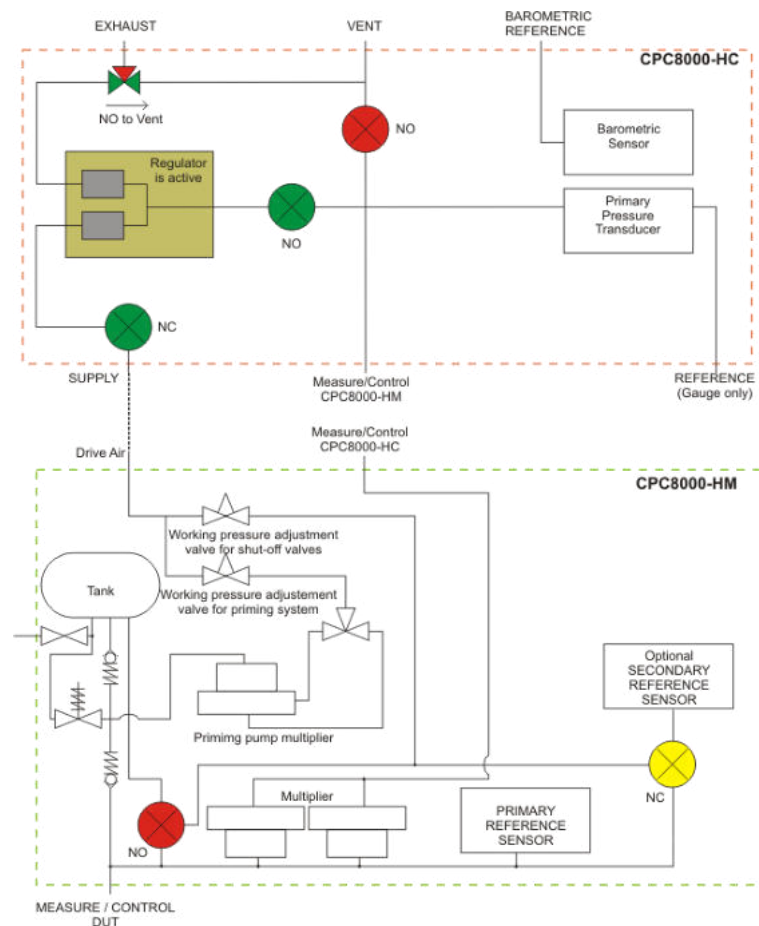 EXHAUST
VENT
BAROMETRIC
REFERENCE
CPC8000-HC
NO to Vent
NO
Barometric
Sensor
Regulator
is active
Primary
Pressure
Transducer
NO
NC
SUPPLY
Measure/Control
CPC8000-HM
REFERENCE
(Gauge only)
Measure/Control
CPC8000-HC
Drive Air
CPC8000-HM
Working pressure adjustment
valve for shut-off valves
Tank
Working pressure adjustement
valve for priming system
Optional
SECONDARY
REFERENCE
SENSOR
Primimg pump multiplier
NC
Multiplier
PRIMARY
REFERENCE
SENSOR
NO
MEASURE / CONTROL
DUT